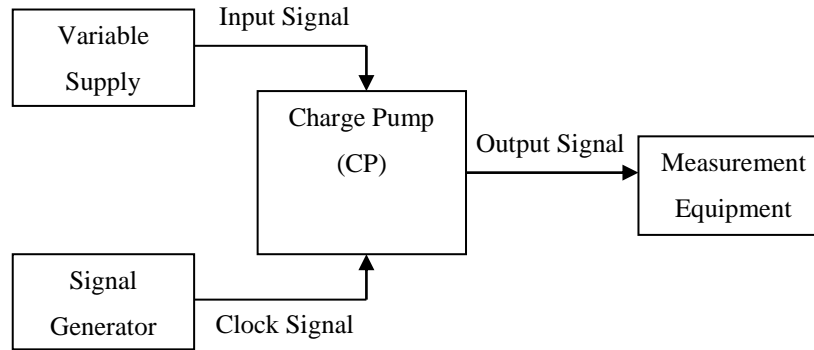 Input Signal
Variable
Supply
Charge Pump
(CP)
Output Signal
Measurement
Equipment
Signal
Generator
Clock Signal